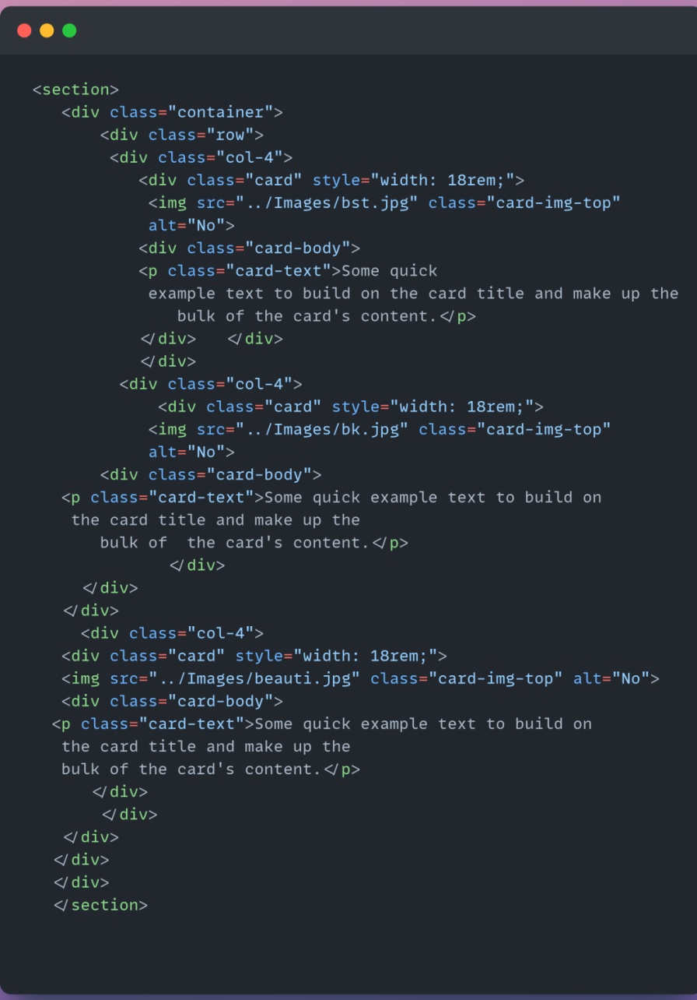 <section>
<div class="container">
<div class="row">
<div class="col-4">
<div class="card" style="width: 18rem;">
<img src="../Images/bst.jpg" class="card-img-top"
alt="No">
<div class="card-body">
<p class="card-text">Some quick
example text to build on the card title and make up the
bulk of the card's content.</p>
</div>   </div>
</div>
<div class="col-4">
<div class="card" style="width: 18rem;">
<img src="../Images/bk.jpg" class="card-img-top"
alt="No">
<div class="card-body">
<p class="card-text">Some quick example text to build on
the card title and make up the
bulk of  the card's content.</p>
</div>
</div>
</div>
<div class="col-4">
<div class="card" style="width: 18rem;">
<img src="../Images/beauti.jpg" class="card-img-top" alt="No">
<div class="card-body">
<p class="card-text">Some quick example text to build on
the card title and make up the
bulk of the card's content.</p>
</div>
</div>
</div>
</div>
</div>
</section>